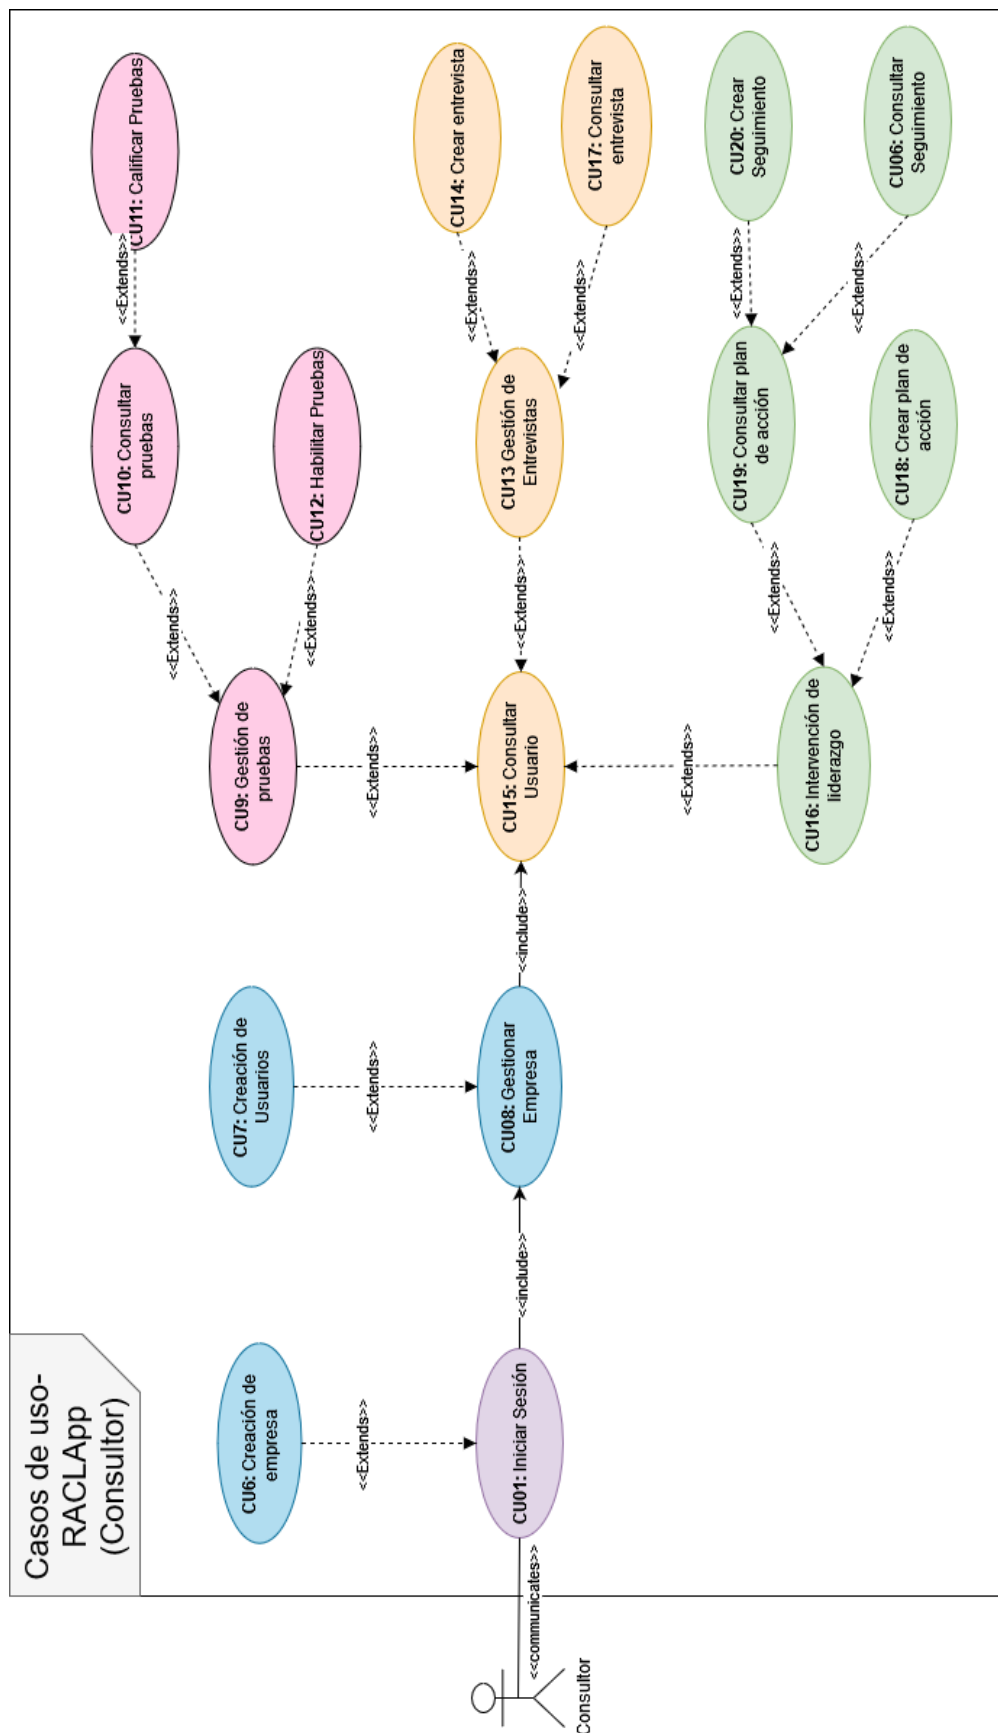 Casos de uso-
RACLApp
(Consultor)
Consultor
<<communicates>>
CU6: Creación de
empresa
<<Extends>>
CU01: Iniciar Sesión
<<include>>
CU7: Creación de
Usuarios
<<Extends>>
CU08: Gestionar
Empresa
<<include>>
CU9: Gestión de
pruebas
<<Extends>>
CU15: Consultar
Usuario
<<Extends>>
CU16: Intervención de
liderazgo
<<Extends>>
<<Extends>>
<<Extends>>
<<Extends>>
<<Extends>>
CU10: Consultar
pruebas
CU12: Habilitar Pruebas
CU13 Gestión de
Entrevistas
CU19: Consultar plan
de acción
CU18: Crear plan de
acción
<<Extends>>
<<Extends>>
<<Extends>>
<<Extends>>
<<Extends>>
CU11: Calificar Pruebas
CU14: Crear entrevista
CU17: Consultar
entrevista
CU20: Crear
Seguimiento
CU06: Consultar
Seguimiento